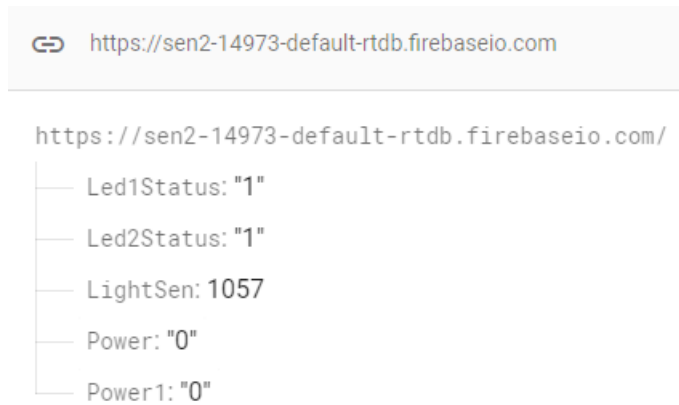 https://sen2-14973-default-rtdb.firebaseio.com
https://sen2-14973-default-rtdb.firebaseio.com/
Led1Status: "1"
Led2Status: "1"
LightSen: 1057
Power: "0"
Power1: "0"